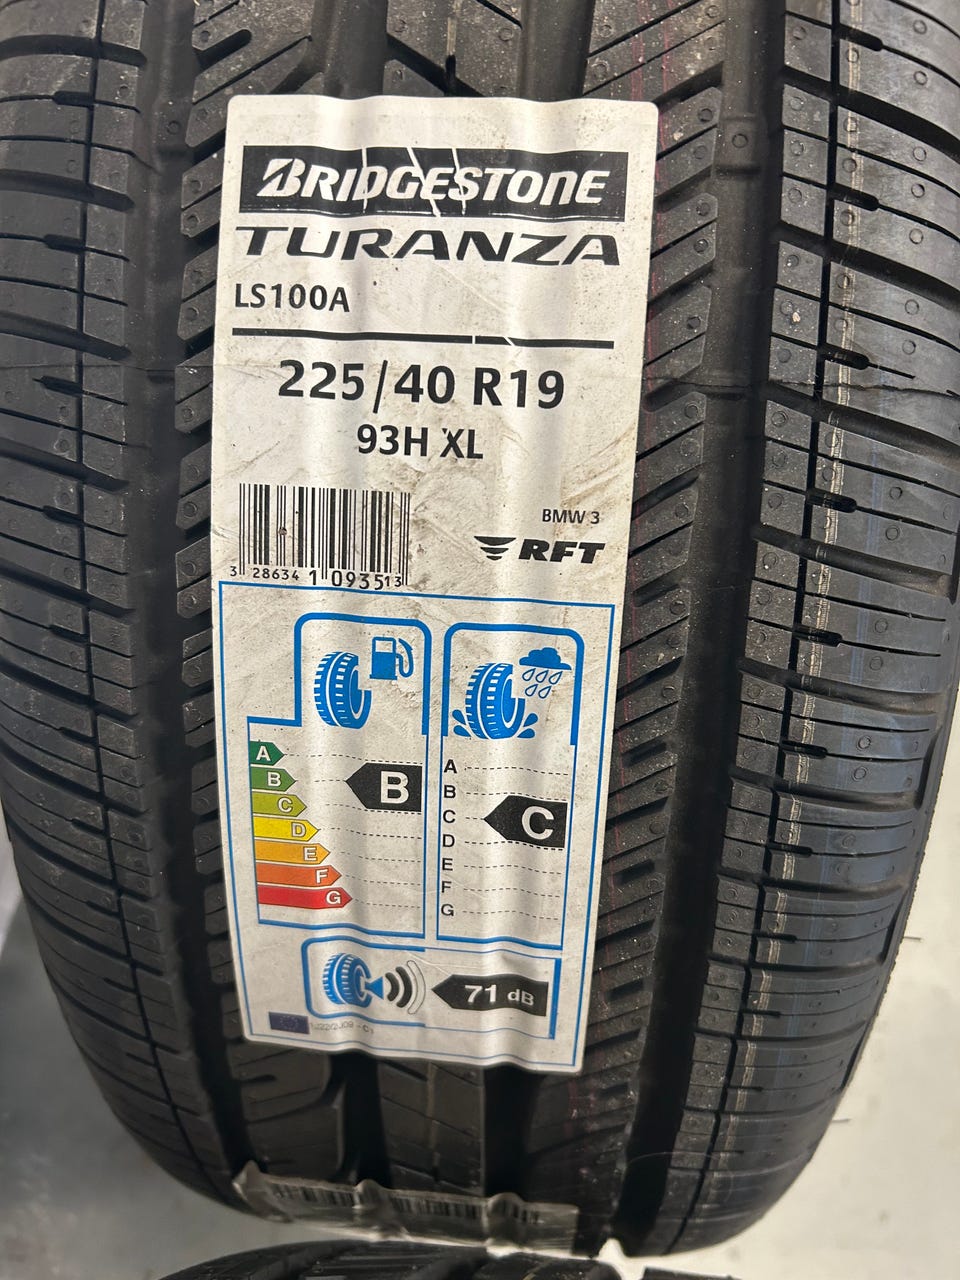 BRIDGESTONE
TURANZA
LS100A
225/40 R19
93H XL
BMW 3
RFT
3 286341 093513
A
B
C
D
E
F
G
B
A
B
C
D
E
F
G
C
71 dB